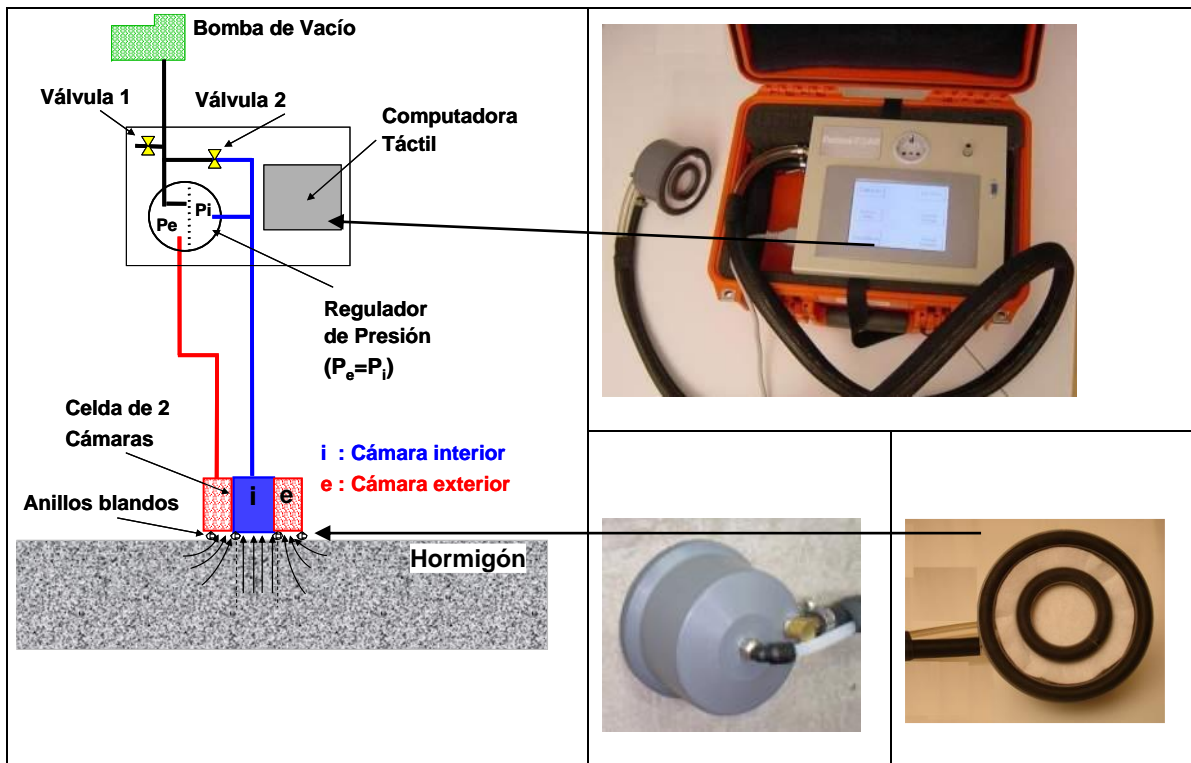 Bomba de Vacío
Válvula 1
Válvula 2
Computadora
Táctil
Pe
Pi
Regulador
de Presión
(Pe=Pi)
Celda de 2
Cámaras
i : Cámara interior
e : Cámara exterior
Anillos blandos
i
e
Hormigón